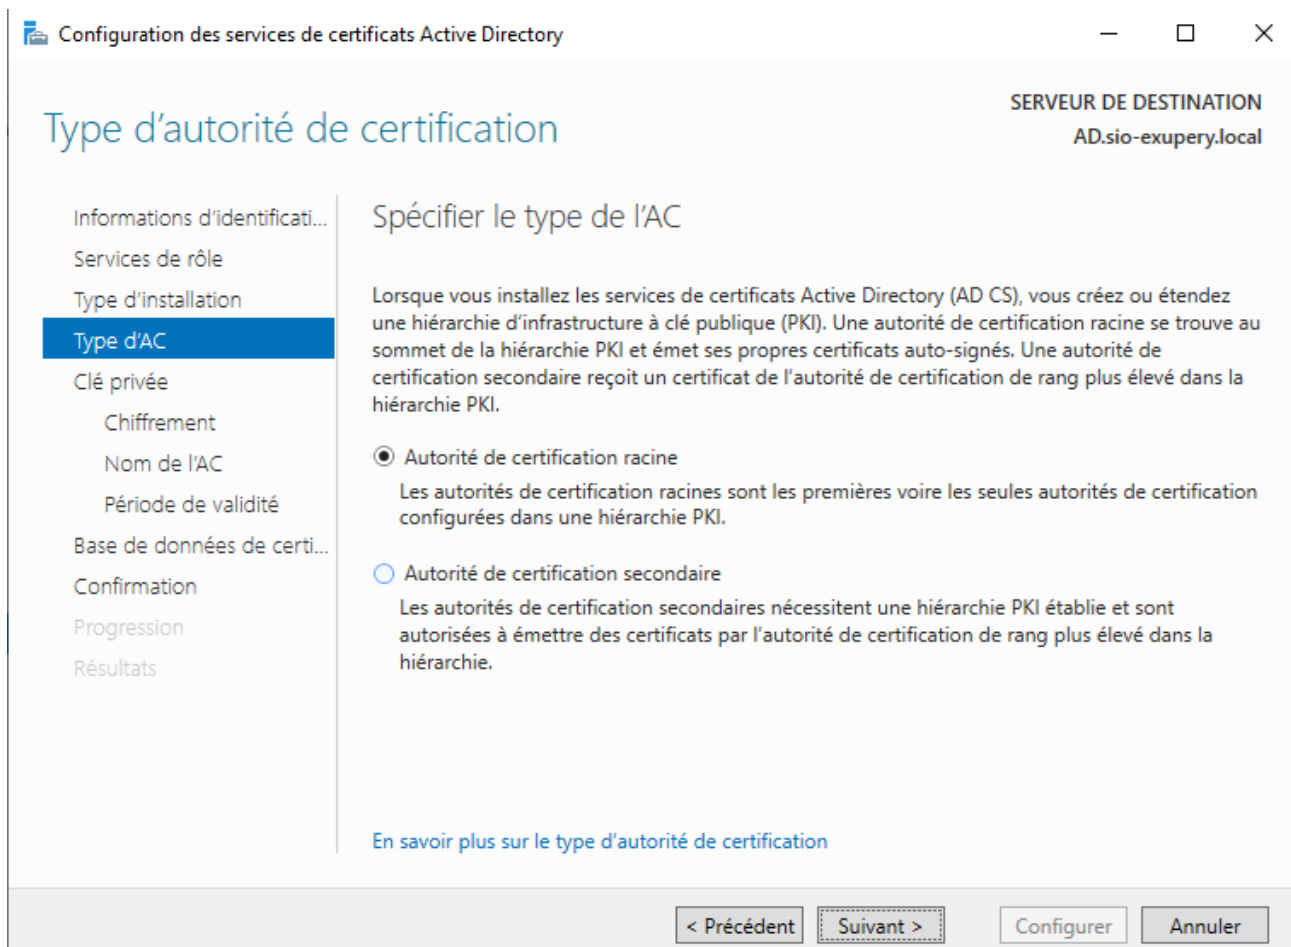 Configuration des services de certificats Active Directory
Type d’autorité de certification
SERVEUR DE DESTINATION
AD.sio-exupery.local
Informations d’identificati...
Services de rôle
Type d’installation
Type d’AC
Clé privée
Chiffrement
Nom de l’AC
Période de validité
Base de données de certi...
Confirmation
Progression
Résultats
Spécifier le type de l’AC
Lorsque vous installez les services de certificats Active Directory (AD CS), vous créez ou étendez
une hiérarchie d’infrastructure à clé publique (PKI). Une autorité de certification racine se trouve au
sommet de la hiérarchie PKI et émet ses propres certificats auto-signés. Une autorité de
certification secondaire reçoit un certificat de l’autorité de certification de rang plus élevé dans la
hiérarchie PKI.
Autorité de certification racine
Les autorités de certification racines sont les premières voire les seules autorités de certification
configurées dans une hiérarchie PKI.
Autorité de certification secondaire
Les autorités de certification secondaires nécessitent une hiérarchie PKI établie et sont
autorisées à émettre des certificats par l’autorité de certification de rang plus élevé dans la
hiérarchie.
En savoir plus sur le type d’autorité de certification
< Précédent
Suivant >
Configurer
Annuler